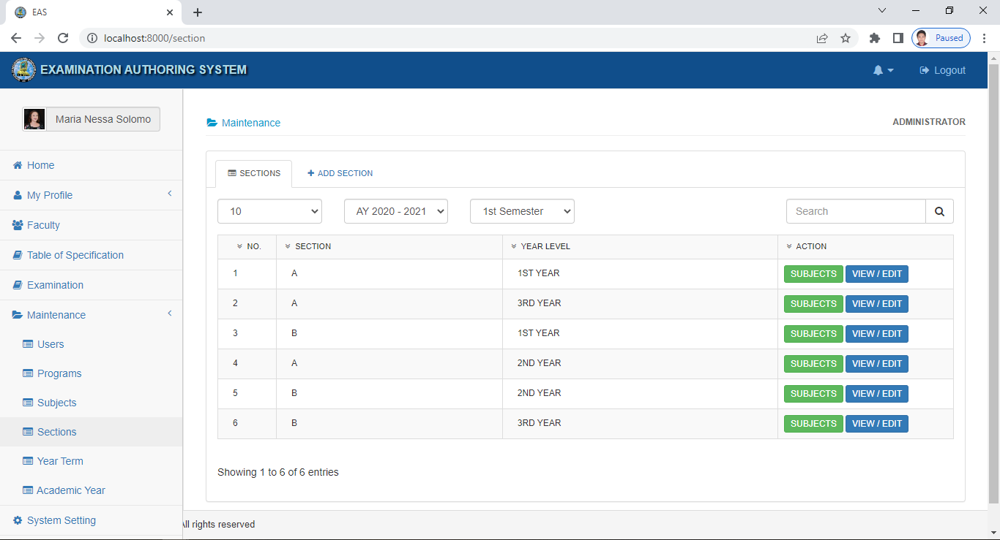 EAS
localhost:8000/section
Paused
EXAMINATION AUTHORING SYSTEM
Logout
Maria Nessa Solomo
Maintenance
ADMINISTRATOR
Home
My Profile
Faculty
Table of Specification
Examination
Maintenance
Users
Programs
Subjects
Sections
Year Term
Academic Year
System Setting
SECTIONS ADD SECTION
10 AY 2020 - 2021 1st Semester Search
NO. SECTION YEAR LEVEL ACTION
1 A 1ST YEAR SUBJECTS VIEW / EDIT
2 A 3RD YEAR SUBJECTS VIEW / EDIT
3 B 1ST YEAR SUBJECTS VIEW / EDIT
4 A 2ND YEAR SUBJECTS VIEW / EDIT
5 B 2ND YEAR SUBJECTS VIEW / EDIT
6 B 3RD YEAR SUBJECTS VIEW / EDIT
Showing 1 to 6 of 6 entries
All rights reserved